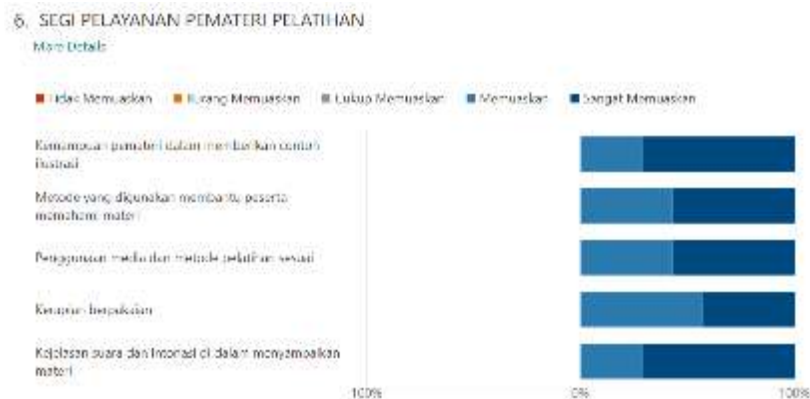 6. SEGI PELAYANAN PEMATERI PELATIHAN
More Details
Tidak Memuaskan Kurang Memuaskan Cukup Memuaskan Memuaskan Sangat Memuaskan
Kemampuan pemateri dalam memberikan contoh
ilustrasi
Metode yang digunakan membantu peserta
memahami materi
Penggunaan media dan metode pelatihan sesuai
Kerapian berpakaian
Kejelasan suara dan intonasi di dalam menyampaikan
materi
100% 0% 100%